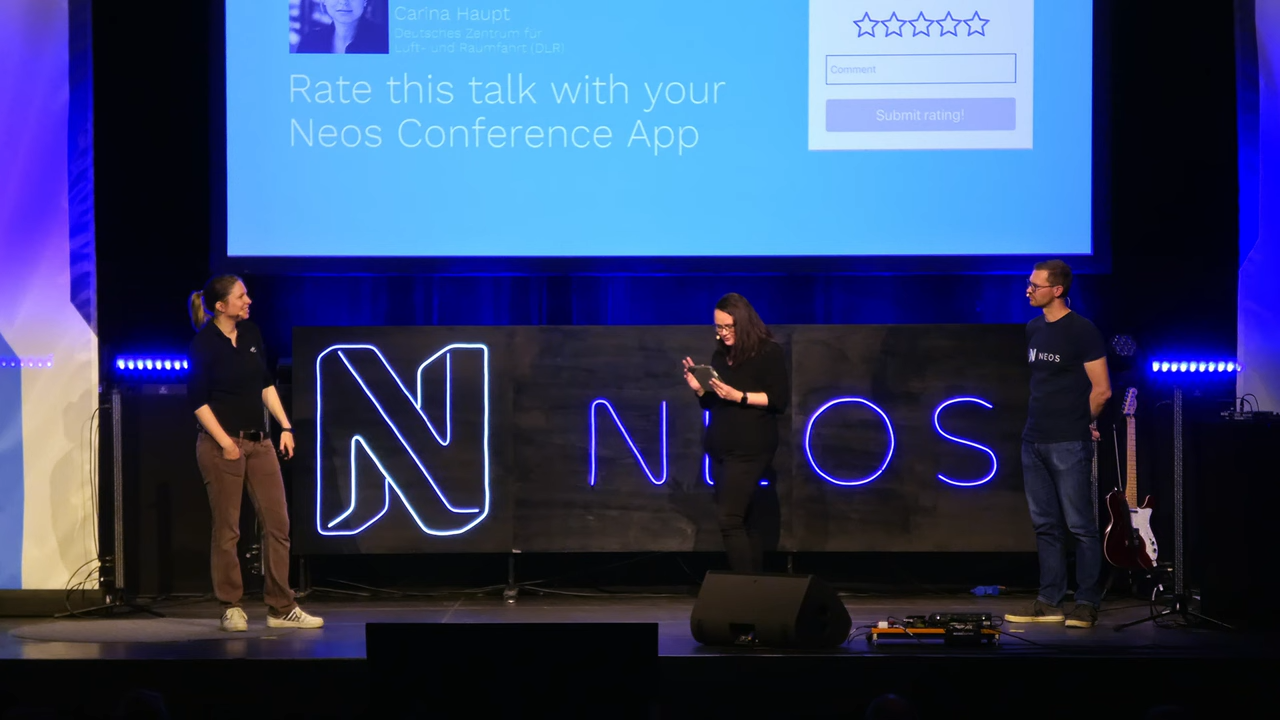 Carina Haupt
Deutsches Zentrum für
Luft- und Raumfahrt (DLR)
Rate this talk with your
Neos Conference App
Comment
Submit rating!
N
NEOS
N NEOS